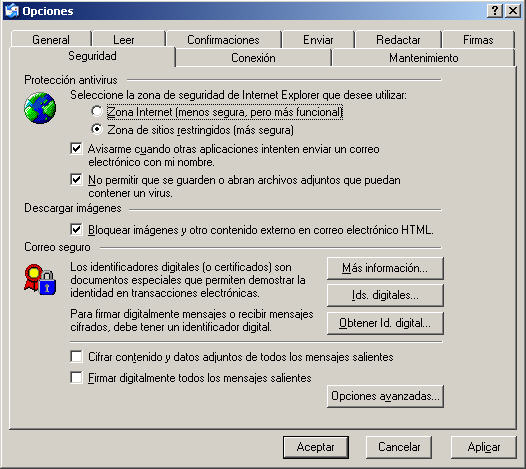 Opciones
General Leer Confirmaciones Enviar Redactar Firmas
Seguridad Conexión Mantenimiento
Protección antivirus
Seleccione la zona de seguridad de Internet Explorer que desee utilizar:
Zona Internet (menos segura, pero más funcional)
Zona de sitios restringidos (más segura)
Avisarme cuando otras aplicaciones intenten enviar un correo
electrónico con mi nombre.
No permitir que se guarden o abran archivos adjuntos que puedan
contener un virus.
Descargar imágenes
Bloquear imágenes y otro contenido externo en correo electrónico HTML.
Correo seguro
Los identificadores digitales (o certificados) son
documentos especiales que permiten demostrar la
identidad en transacciones electrónicas.
Más información...
Ids. digitales...
Para firmar digitalmente mensajes o recibir mensajes
cifrados, debe tener un identificador digital.
Obtener Id. digital...
Cifrar contenido y datos adjuntos de todos los mensajes salientes
Firmar digitalmente todos los mensajes salientes
Opciones avanzadas...
Aceptar Cancelar Aplicar